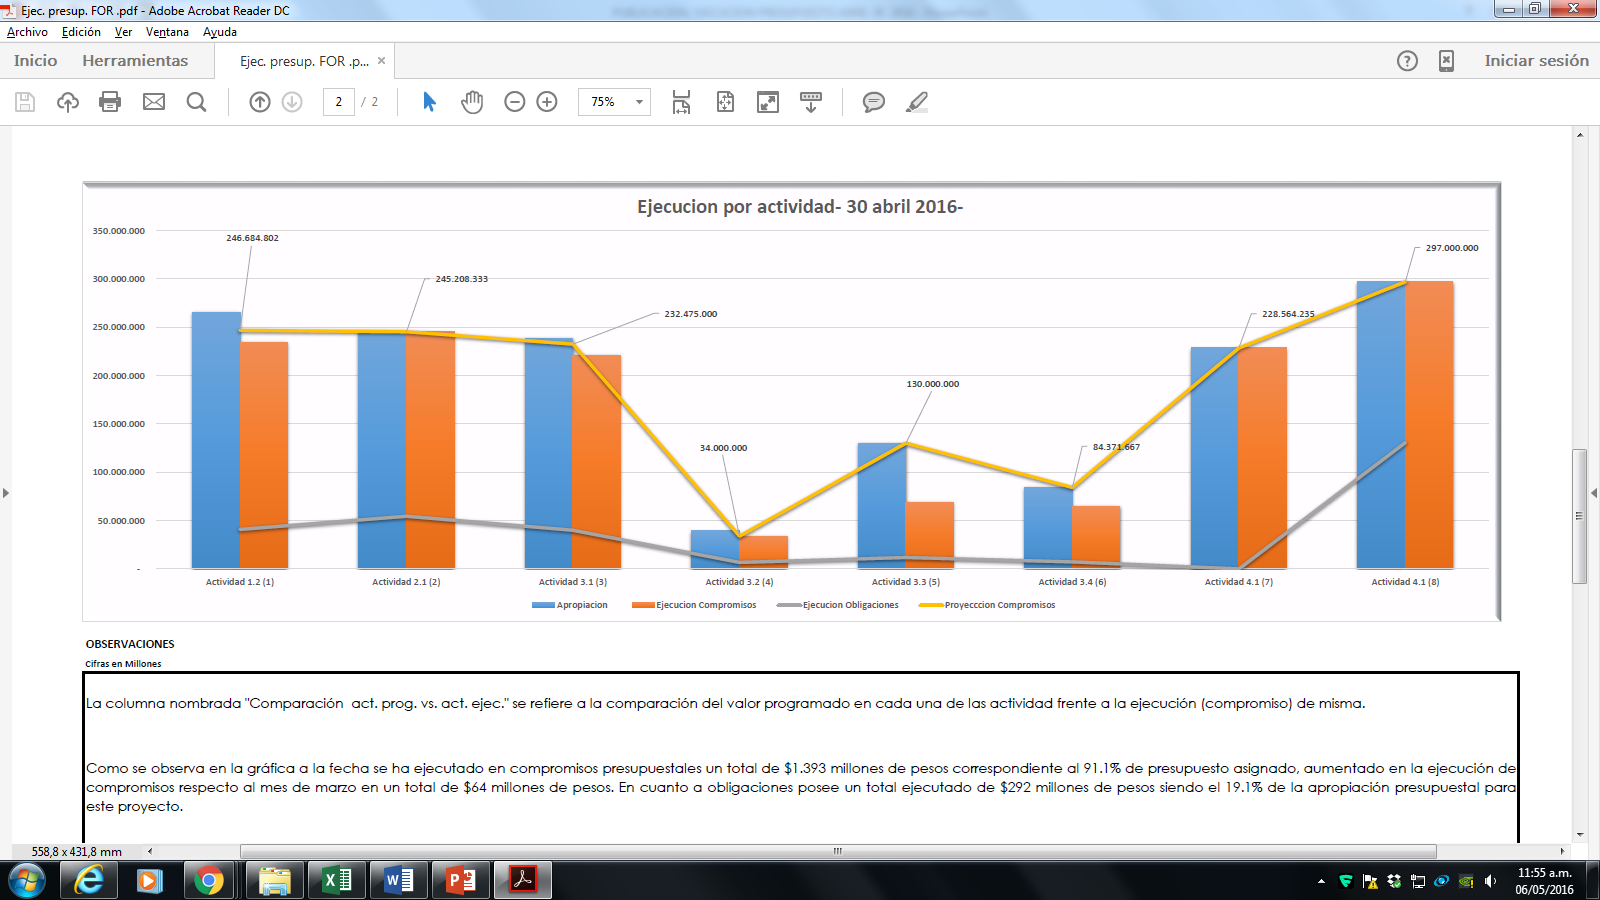 Ejec. presup. FOR .pdf - Adobe Acrobat Reader DC
Archivo Edición Ver Ventana Ayuda
Inicio Herramientas Ejec. presup. FOR .p... × Iniciar sesión
2 / 2 75%
Ejecucion por actividad- 30 abril 2016-
350.000.000
300.000.000
250.000.000
200.000.000
150.000.000
100.000.000
50.000.000
-
246.684.802
245.208.333
232.475.000
34.000.000
130.000.000
84.371.667
228.564.235
297.000.000
Actividad 1.2 (1) Actividad 2.1 (2) Actividad 3.1 (3) Actividad 3.2 (4) Actividad 3.3 (5) Actividad 3.4 (6) Actividad 4.1 (7) Actividad 4.1 (8)
Apropiacion Ejecucion Compromisos Ejecucion Obligaciones Proyecccion Compromisos
OBSERVACIONES
Cifras en Millones
La columna nombrada "Comparación act. prog. vs. act. ejec." se refiere a la comparación del valor programado en cada una de las actividad frente a la ejecución (compromiso) de misma.
Como se observa en la gráfica a la fecha se ha ejecutado en compromisos presupuestales un total de $1.393 millones de pesos correspondiente al 91.1% de presupuesto asignado, aumentado en la ejecución de
compromisos respecto al mes de marzo en un total de $64 millones de pesos. En cuanto a obligaciones posee un total ejecutado de $292 millones de pesos siendo el 19.1% de la apropiación presupuestal para
este proyecto.
558,8 x 431,8 mm
11:55 a.m.
06/05/2016